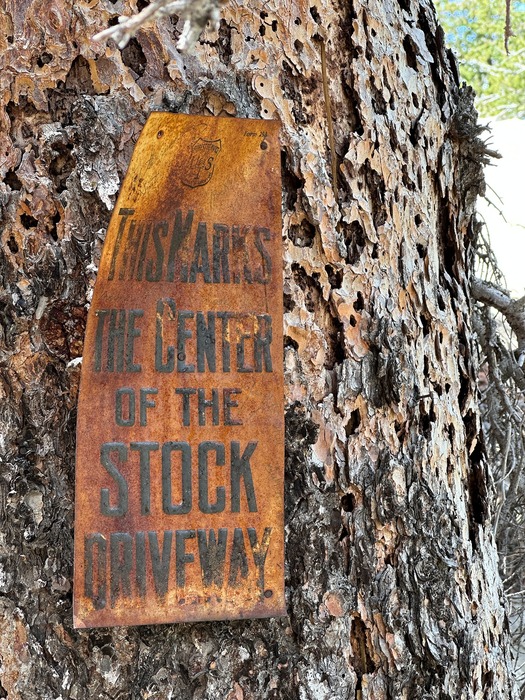 THIS MARKS
THE CENTER
OF THE
STOCK
DRIVEWAY